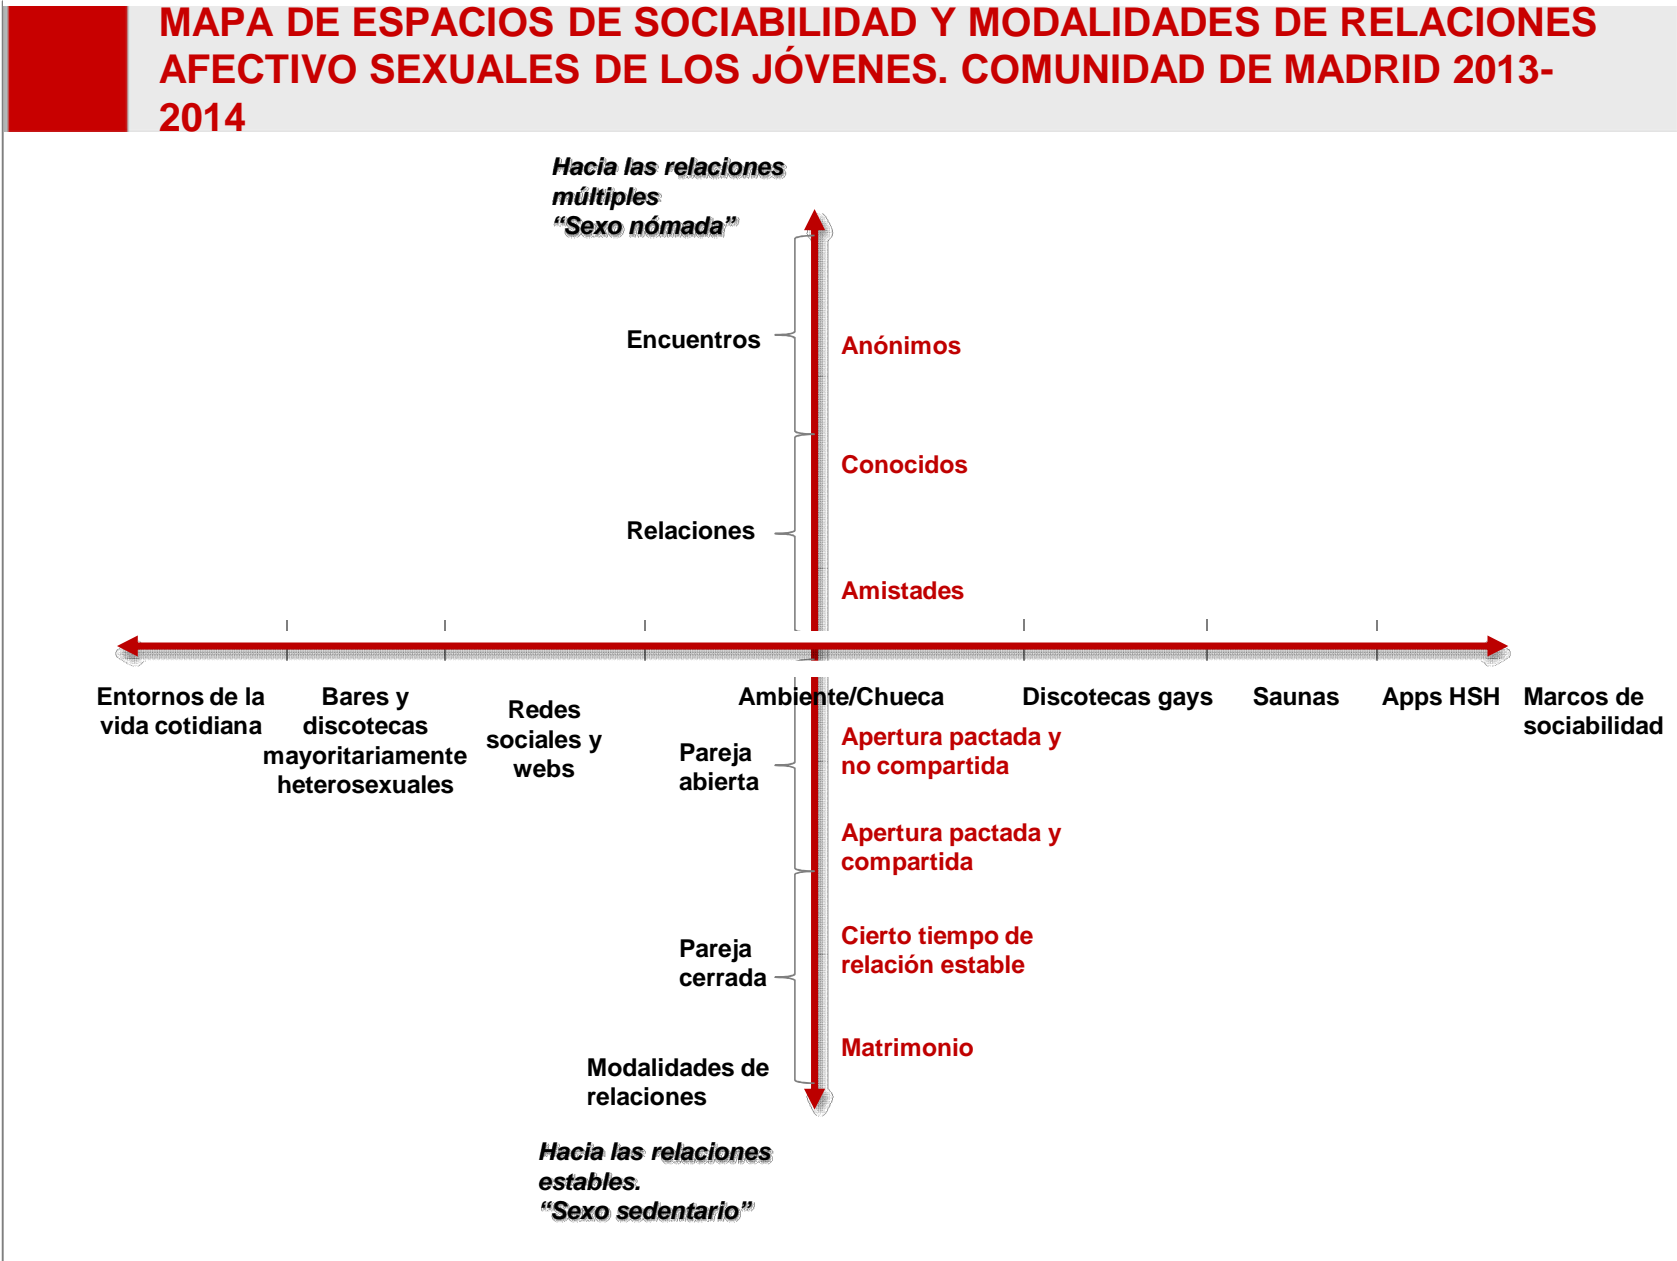 MAPA DE ESPACIOS DE SOCIABILIDAD Y MODALIDADES DE RELACIONES
AFECTIVO SEXUALES DE LOS JÓVENES. COMUNIDAD DE MADRID 2013-
2014
Hacia las relaciones
múltiples
“Sexo nómada”
Encuentros
Anónimos
Conocidos
Relaciones
Amistades
Entornos de la
vida cotidiana
Bares y
discotecas
mayoritariamente
heterosexuales
Redes
sociales y
webs
Ambiente/Chueca
Discotecas gays
Saunas
Apps HSH
Marcos de
sociabilidad
Pareja
abierta
Apertura pactada y
no compartida
Apertura pactada y
compartida
Pareja
cerrada
Cierto tiempo de
relación estable
Matrimonio
Modalidades de
relaciones
Hacia las relaciones
estables.
“Sexo sedentario”